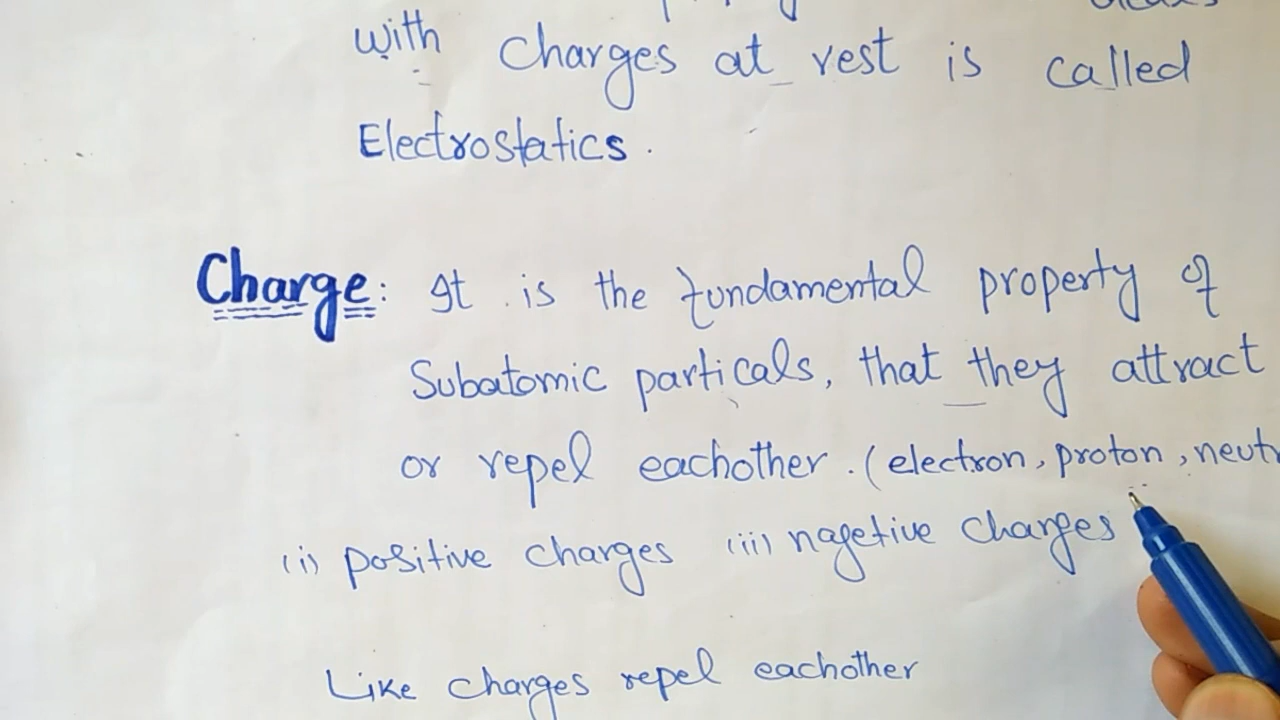 with charges at rest is called
Electrostatics.
Charge: It is the fundamental property of
Subatomic particals, that they attract
or repel eachother. (electron, proton, neutr
(i) positive charges (ii) nagetive charges
Like charges repel eachother